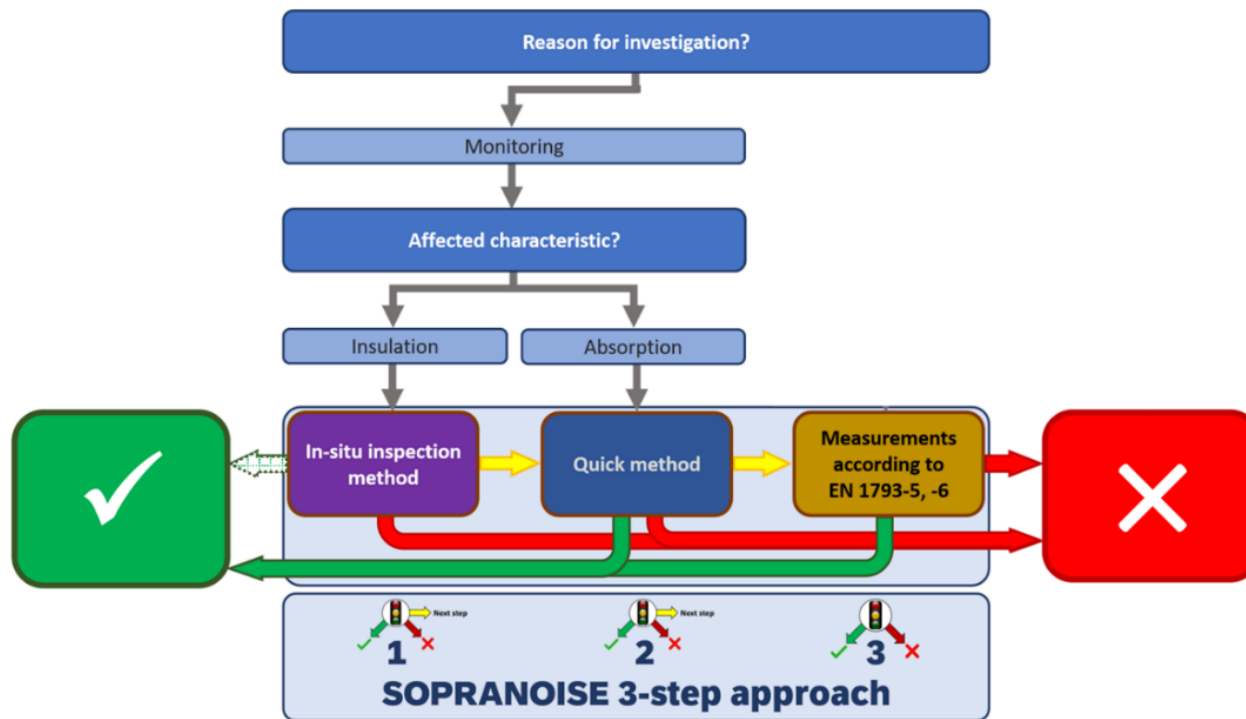 Reason for investigation?
Monitoring
Affected characteristic?
Insulation
Absorption
In-situ inspection
method
Quick method
Measurements
according to
EN 1793-5, -6
Next step
Next step
1
2
3
SOPRANOISE 3-step approach